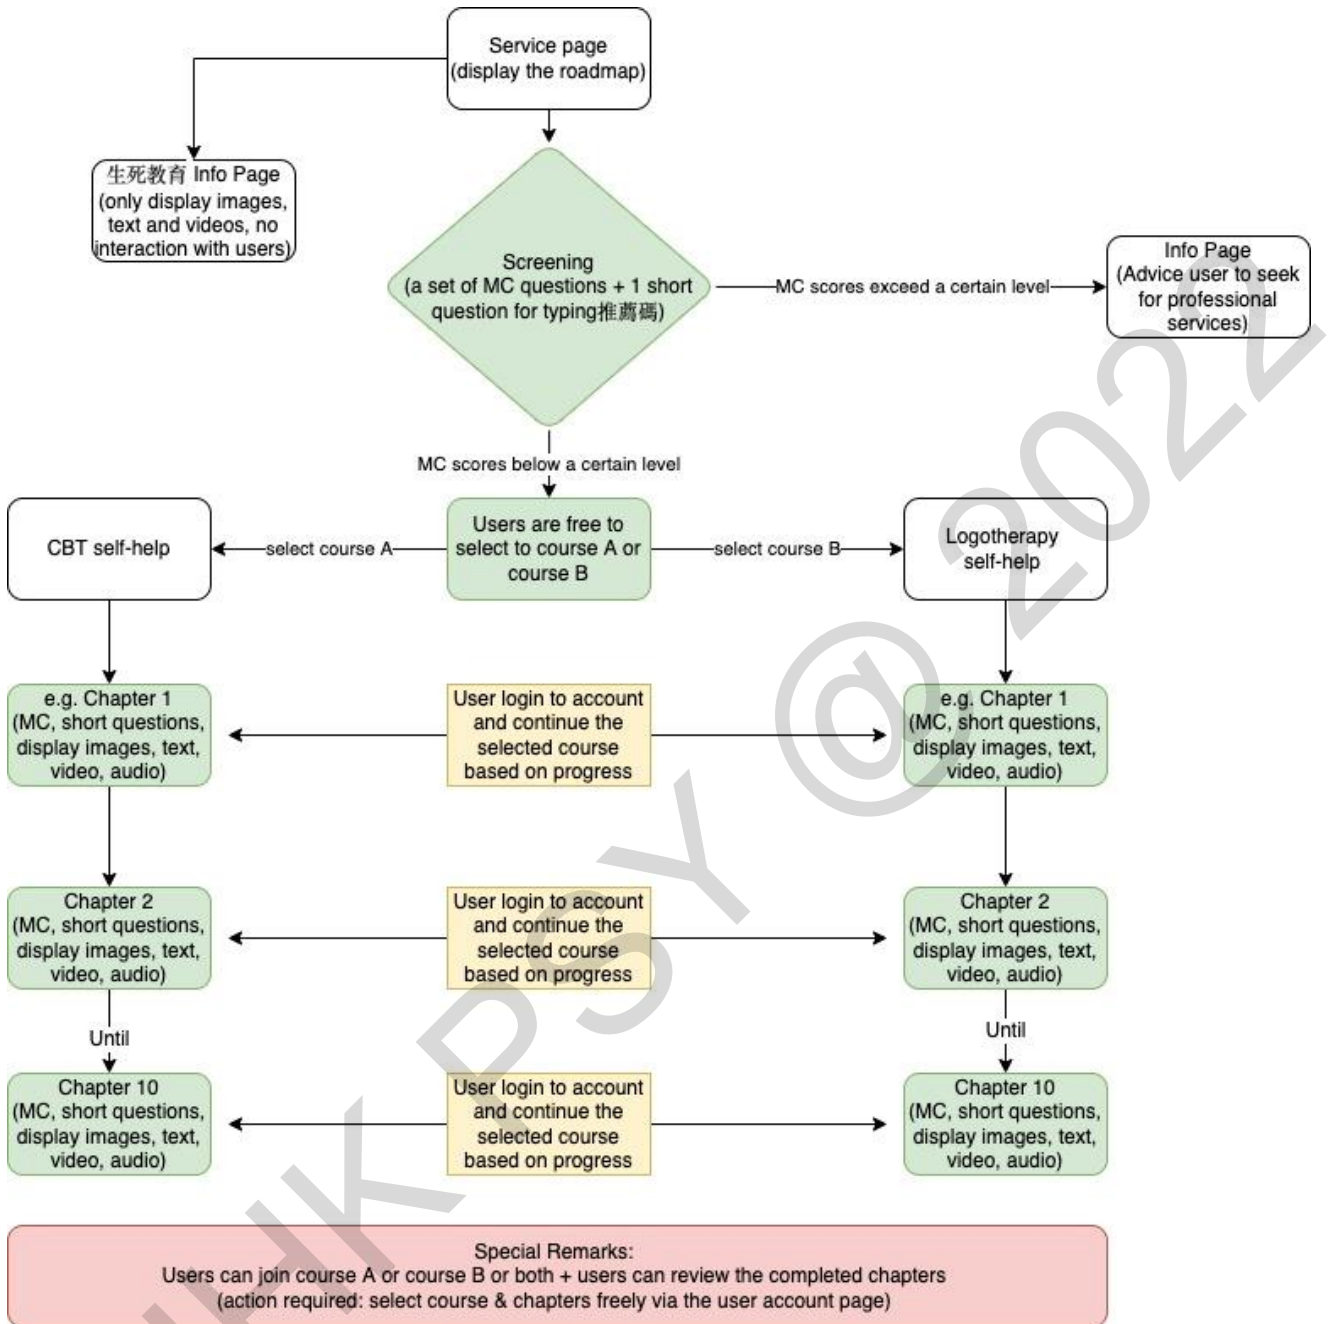 Service page
(display the roadmap)
生死教育 Info Page
(only display images,
text and videos, no
interaction with users)
Screening
(a set of MC questions + 1 short
question for typing推薦碼)
MC scores exceed a certain level
Info Page
(Advice user to seek
for professional
services)
MC scores below a certain level
CBT self-help
select course A
Users are free to
select to course A or
course B
select course B
Logotherapy
self-help
e.g. Chapter 1
(MC, short questions,
display images, text,
video, audio)
User login to account
and continue the
selected course
based on progress
e.g. Chapter 1
(MC, short questions,
display images, text,
video, audio)
Chapter 2
(MC, short questions,
display images, text,
video, audio)
User login to account
and continue the
selected course
based on progress
Chapter 2
(MC, short questions,
display images, text,
video, audio)
Until
Until
Chapter 10
(MC, short questions,
display images, text,
video, audio)
User login to account
and continue the
selected course
based on progress
Chapter 10
(MC, short questions,
display images, text,
video, audio)
Special Remarks:
Users can join course A or course B or both + users can review the completed chapters
(action required: select course & chapters freely via the user account page)
HK PSY @ 2022